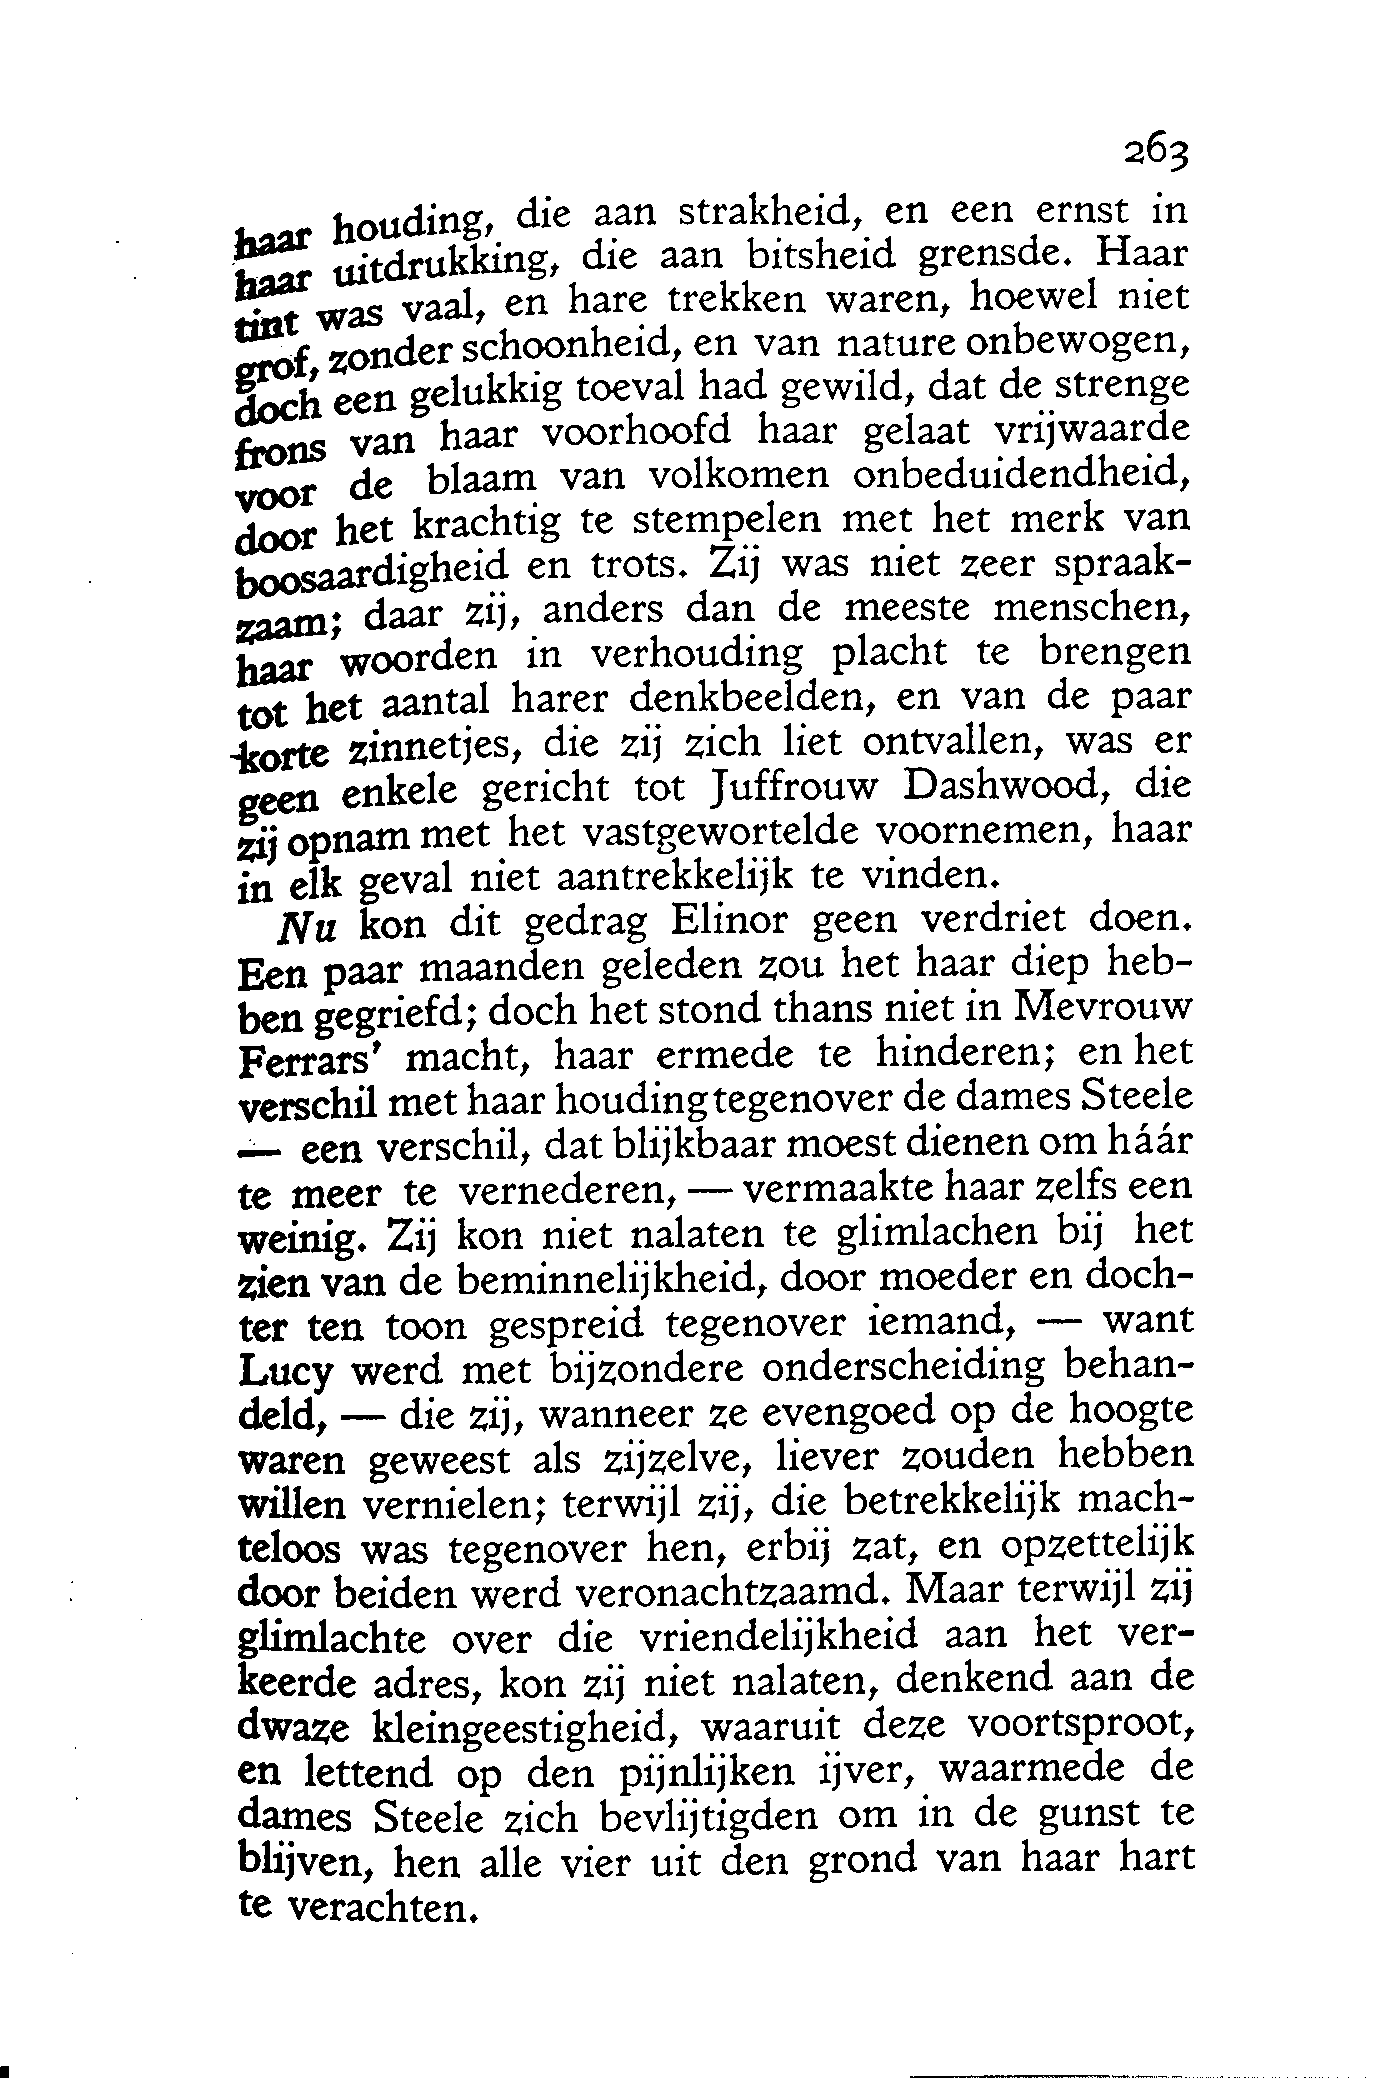 263
haar houding, die aan strakheid, en een ernst in
haar uitdrukking, die aan bitsheid grensde. Haar
tint was vaal, en hare trekken waren, hoewel niet
grof, zonder schoonheid, en van nature onbewogen,
doch een gelukkig toeval had gewild, dat de strenge
frons van haar voorhoofd haar gelaat vrijwaarde
voor de blaam van volkomen onbeduidendheid,
door het krachtig te stempelen met het merk van
boosaardigheid en trots. Zij was niet zeer spraak-
zaam; daar zij, anders dan de meeste menschen,
haar woorden in verhouding placht te brengen
tot het aantal harer denkbeelden, en van de paar
korte zinnetjes, die zij zich liet ontvallen, was er
geen enkele gericht tot Juffrouw Dashwood, die
zij opnam met het vastgewortelde voornemen, haar
in elk geval niet aantrekkelijk te vinden.
Nu kon dit gedrag Elinor geen verdriet doen.
Een paar maanden geleden zou het haar diep heb-
ben gegriefd; doch het stond thans niet in Mevrouw
Ferrars' macht, haar ermede te hinderen; en het
verschil met haar houding tegenover de dames Steele
— een verschil, dat blijkbaar moest dienen om háár
te meer te vernederen, — vermaakte haar zelfs een
weinig. Zij kon niet nalaten te glimlachen bij het
zien van de beminnelijkheid, door moeder en doch-
ter ten toon gespreid tegenover iemand, — want
Lucy werd met bijzondere onderscheiding behan-
deld, — die zij, wanneer ze evengoed op de hoogte
waren geweest als zijzelve, liever zouden hebben
willen vernielen; terwijl zij, die betrekkelijk mach-
teloos was tegenover hen, erbij zat, en opzettelijk
door beiden werd veronachtzaamd. Maar terwijl zij
glimlachte over die vriendelijkheid aan het ver-
keerde adres, kon zij niet nalaten, denkend aan de
dwaze kleingeestigheid, waaruit deze voortsproot,
en lettend op den pijnlijken ijver, waarmede de
dames Steele zich bevlijtigden om in de gunst te
blijven, hen alle vier uit den grond van haar hart
te verachten.